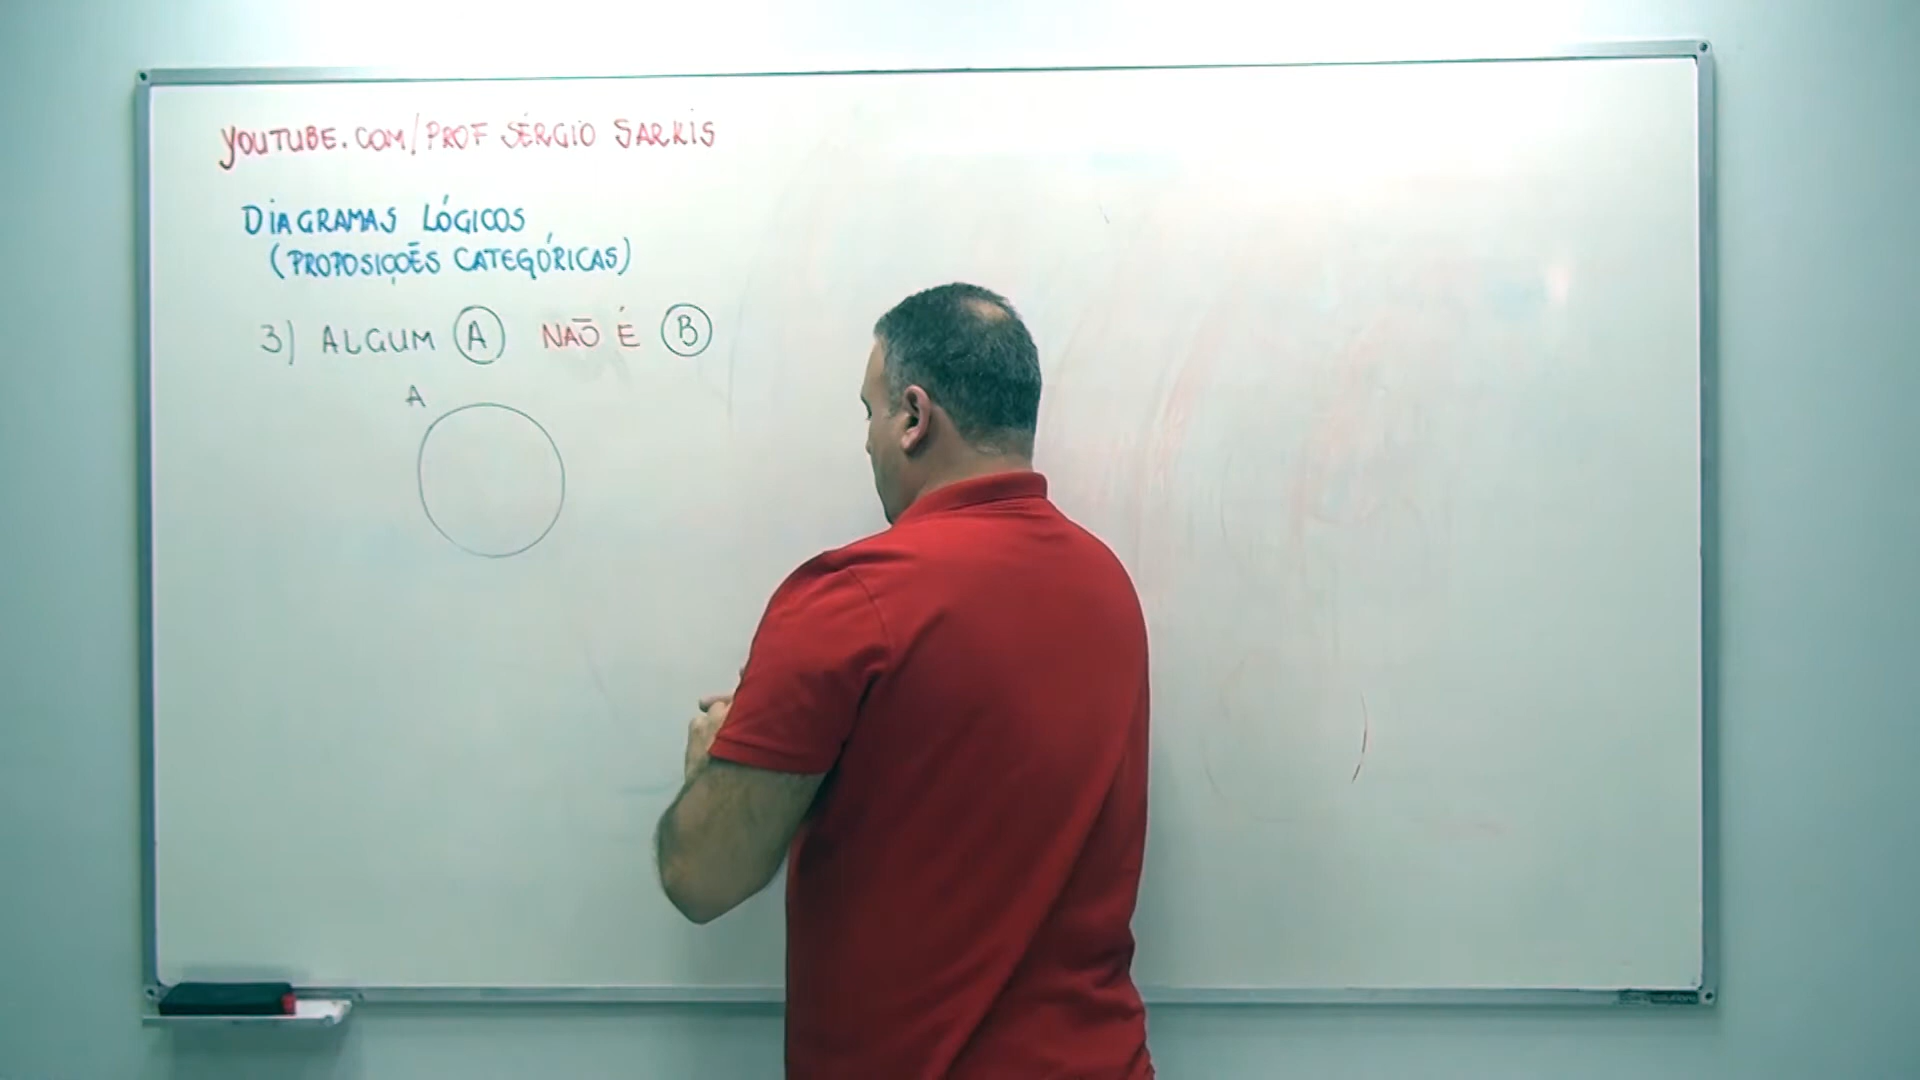 YOUTUBE.COM/PROF SÉRGIO SARKIS
DIAGRAMAS LÓGICOS
(PROPOSIÇÕES CATEGÓRICAS)
3) ALGUM A NÃO É B
A